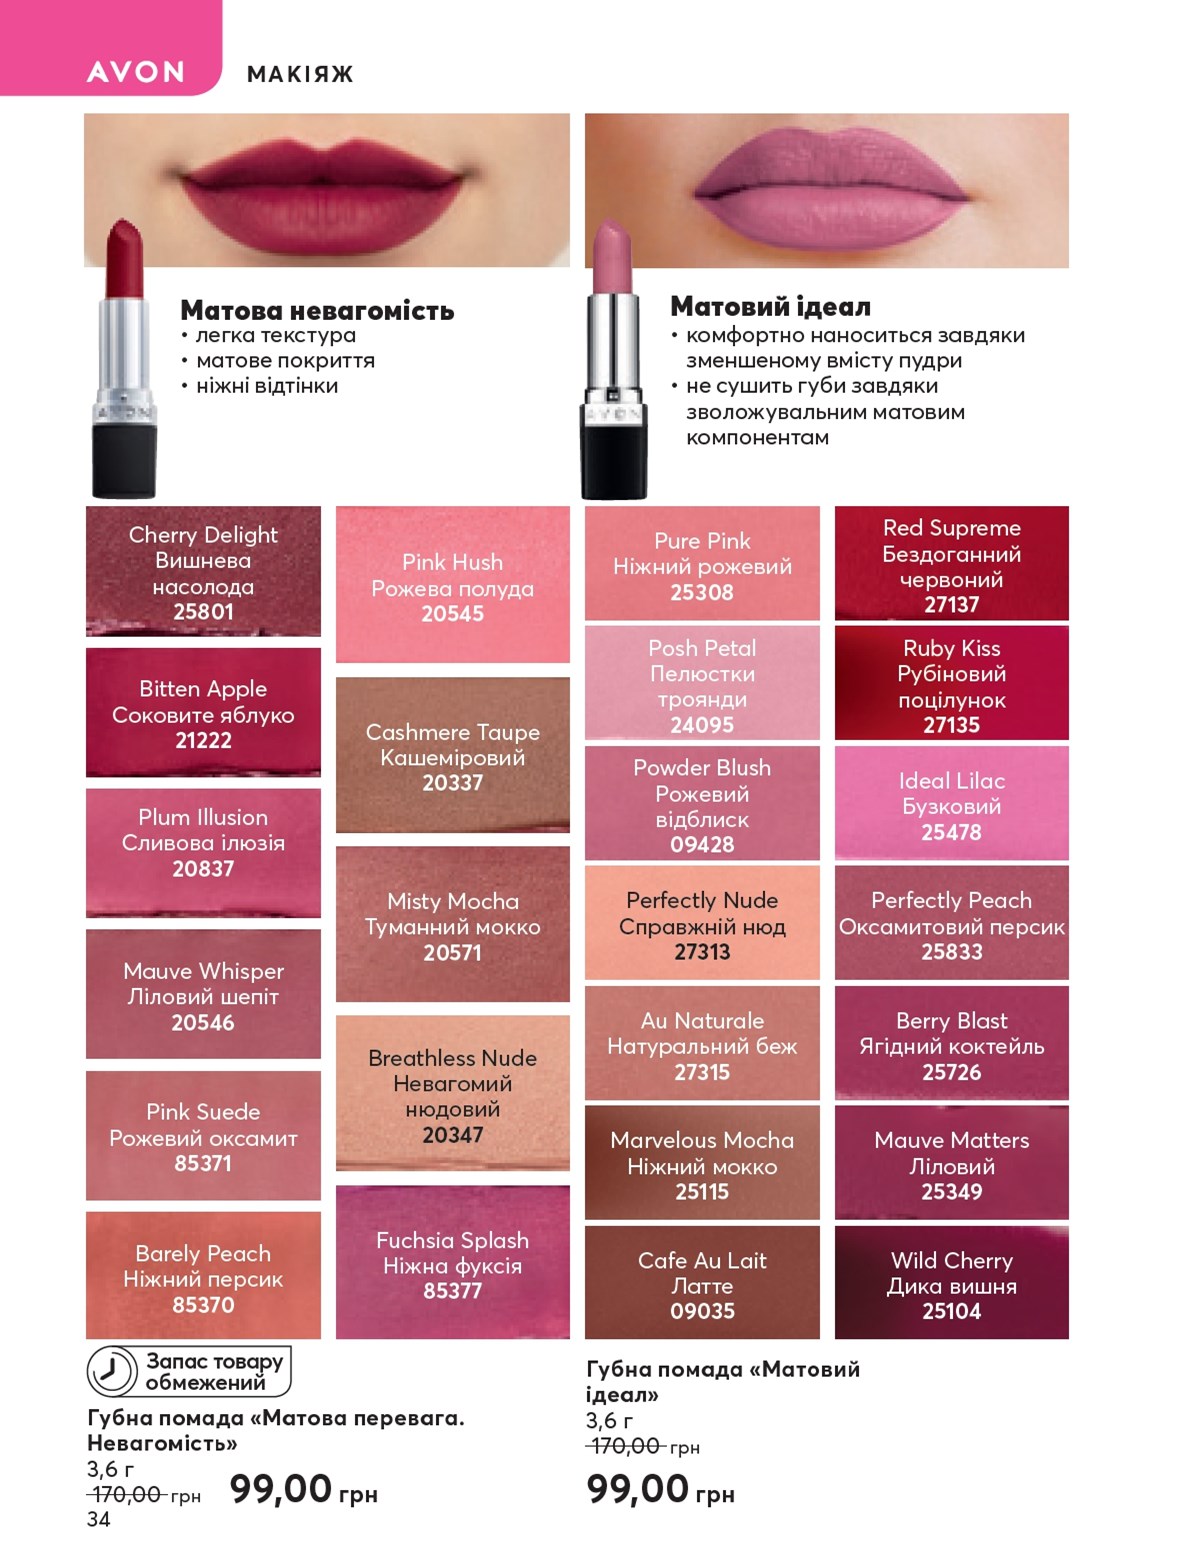 AVON
МАКІЯЖ
Матова невагомість
• легка текстура
• матове покриття
• ніжні відтінки
AVON
Матовий ідеал
• комфортно наноситься завдяки
зменшеному вмісту пудри
• не сушить губи завдяки
зволожувальним матовим
компонентам
AVON
Cherry Delight
Вишнева
насолода
25801
Bitten Apple
Соковите яблуко
21222
Plum Illusion
Сливова ілюзія
20837
Mauve Whisper
Ліловий шепіт
20546
Pink Suede
Рожевий оксамит
85371
Barely Peach
Ніжний персик
85370
Pink Hush
Рожева полуда
20545
Cashmere Taupe
Кашеміровий
20337
Misty Mocha
Туманний мокко
20571
Breathless Nude
Невагомий
нюдовий
20347
Fuchsia Splash
Ніжна фуксія
85377
Pure Pink
Ніжний рожевий
25308
Posh Petal
Пелюстки
троянди
24095
Powder Blush
Рожевий
відблиск
09428
Perfectly Nude
Справжній нюд
27313
Au Naturale
Натуральний беж
27315
Marvelous Mocha
Ніжний мокко
25115
Cafe Au Lait
Латте
09035
Red Supreme
Бездоганний
червоний
27137
Ruby Kiss
Рубіновий
поцілунок
27135
Ideal Lilac
Бузковий
25478
Perfectly Peach
Оксамитовий персик
25833
Berry Blast
Ягідний коктейль
25726
Mauve Matters
Ліловий
25349
Wild Cherry
Дика вишня
25104
Запас товару
обмежений
Губна помада «Матова перевага.
Невагомість»
3,6 г
170,00 грн
99,00 грн
Губна помада «Матовий
ідеал»
3,6 г
170,00 грн
99,00 грн
34